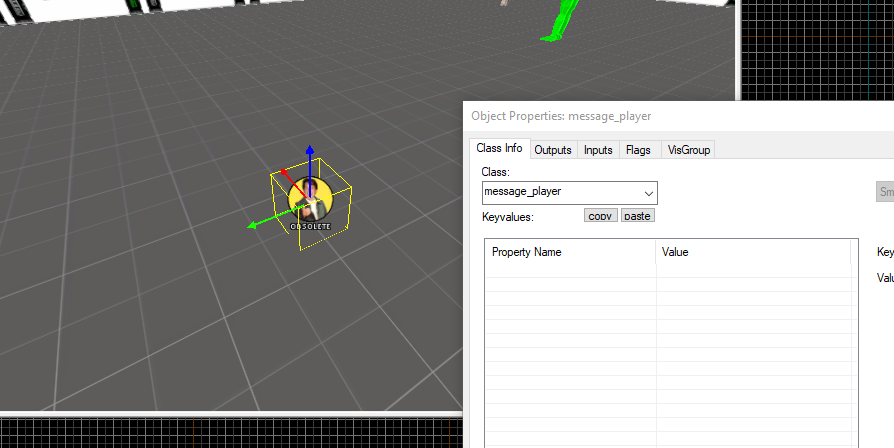 OBSOLETE
Object Properties: message_player
Class Info Outputs Inputs Flags VisGroup
Class:
message_player
Sm
Keyvalues: copy paste
Property Name Value
Key
Valu